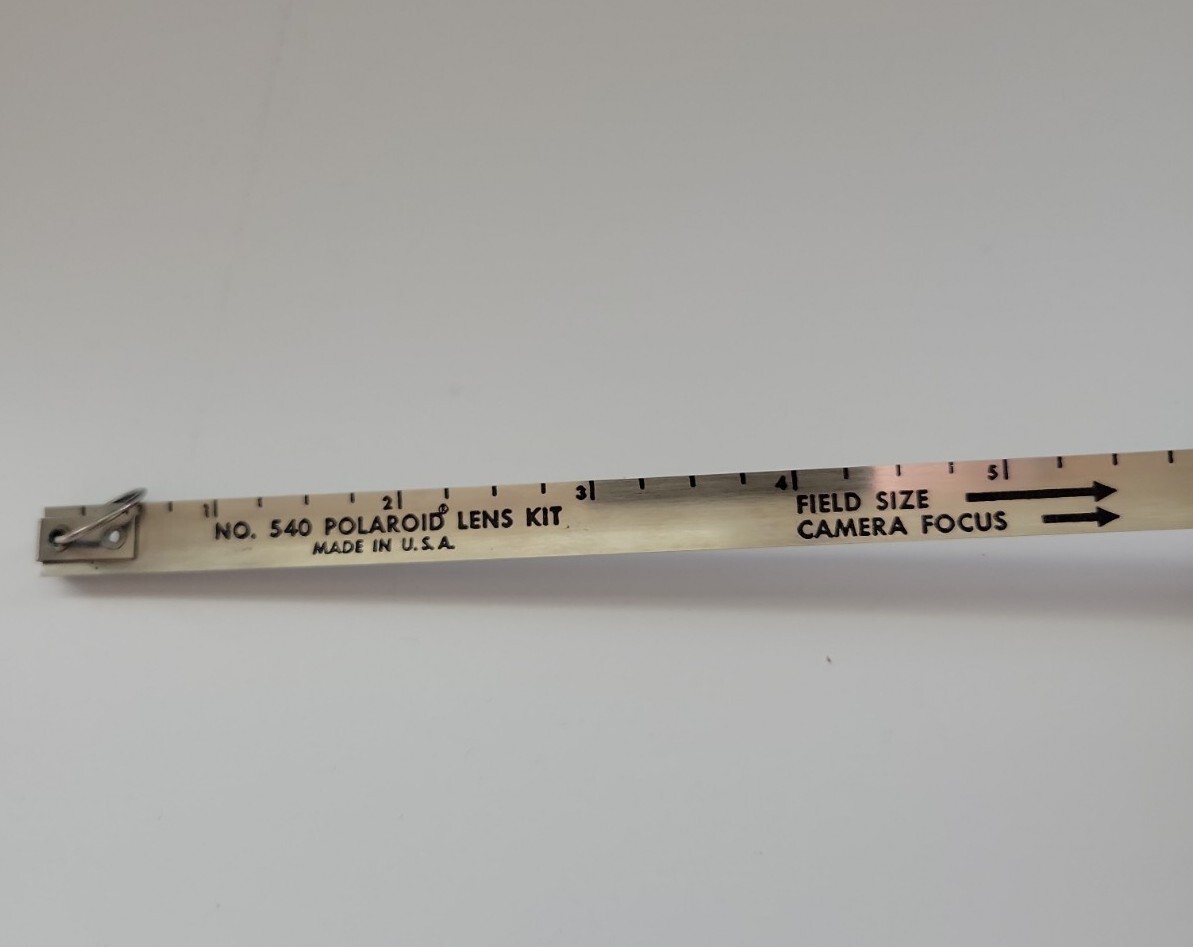 1 2 3 4 5
NO. 540 POLAROID® LENS KIT
MADE IN U.S.A.
FIELD SIZE
CAMERA FOCUS